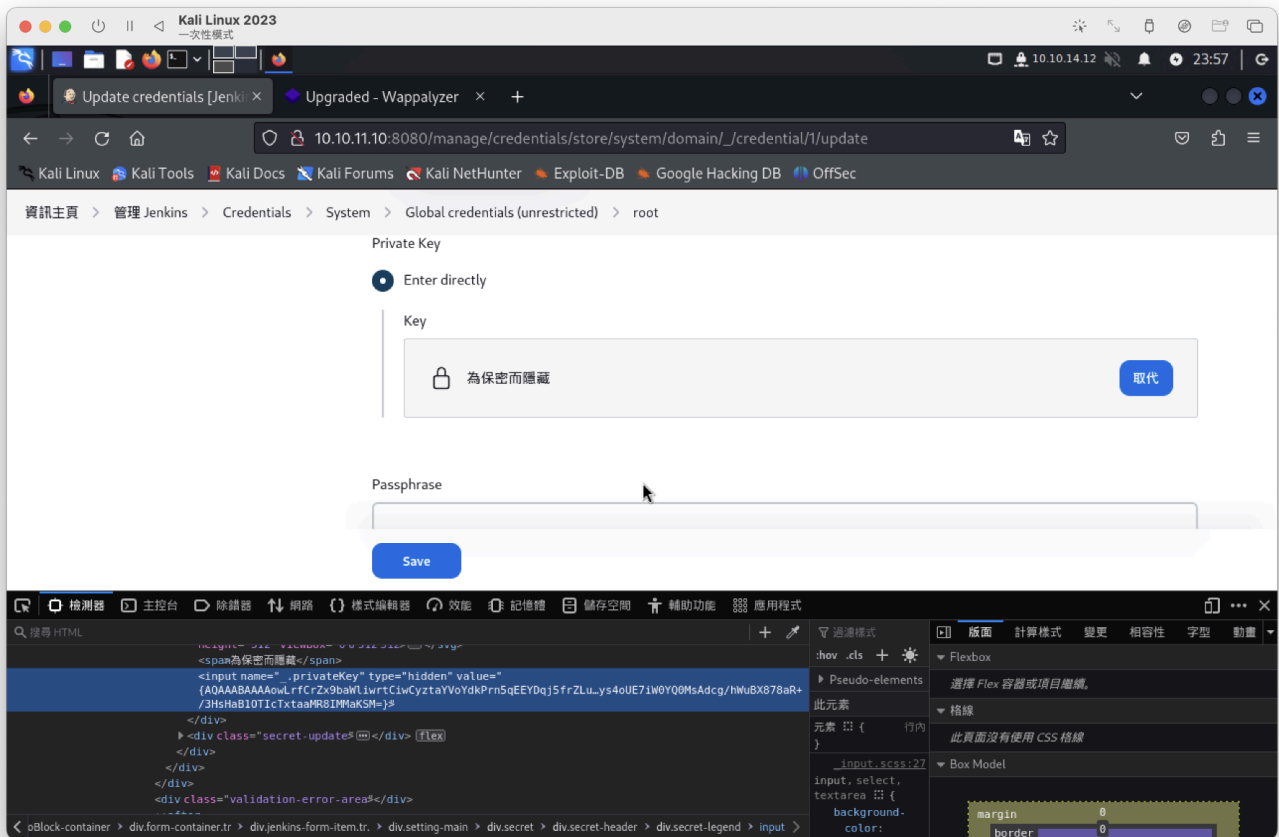 Kali Linux 2023
一次性模式
10.10.14.12
23:57
Update credentials [Jenki
Upgraded - Wappalyzer
10.10.11.10:8080/manage/credentials/store/system/domain/_/credential/1/update
Kali Linux Kali Tools Kali Docs Kali Forums Kali NetHunter Exploit-DB Google Hacking DB OffSec
資訊主頁 > 管理 Jenkins > Credentials > System > Global credentials (unrestricted) > root
Private Key
Enter directly
Key
為保密而隱藏
取代
Passphrase
Save
檢測器 主控台 除錯器 網路 {} 樣式編輯器 效能 記憶體 儲存空間 輔助功能 應用程式
搜尋 HTML
<span>為保密而隱藏</span>
<input name="_.privateKey" type="hidden" value="
{AQAAABAAAAowLrfCrZx9baWliwrtCiwCyztaYVoYdkPrn5qEEYDqj5frZLu…ys4oUE7iW0YQ0MsAdcg/hWuBX878aR+
/3HsHaB1OTIcTxtaaMR8IMMaKSM=}
</div>
<div class="secret-update" </div> flex
</div>
</div>
</div>
<div class="validation-error-area" </div>
oBlock-container > div.form-container.tr > div.jenkins-form-item.tr. > div.setting-main > div.secret > div.secret-header > div.secret-legend > input
過濾樣式
:hov .cls +
Pseudo-elements
此元素
元素 { 行內
}
_input.scss:27
input, select,
textarea {
background-
color:
版面 計算樣式 變更 相容性 字型 動畫
Flexbox
選擇 Flex 容器或項目繼續。
格線
此頁面沒有使用 CSS 格線
Box Model
margin 0
border 0